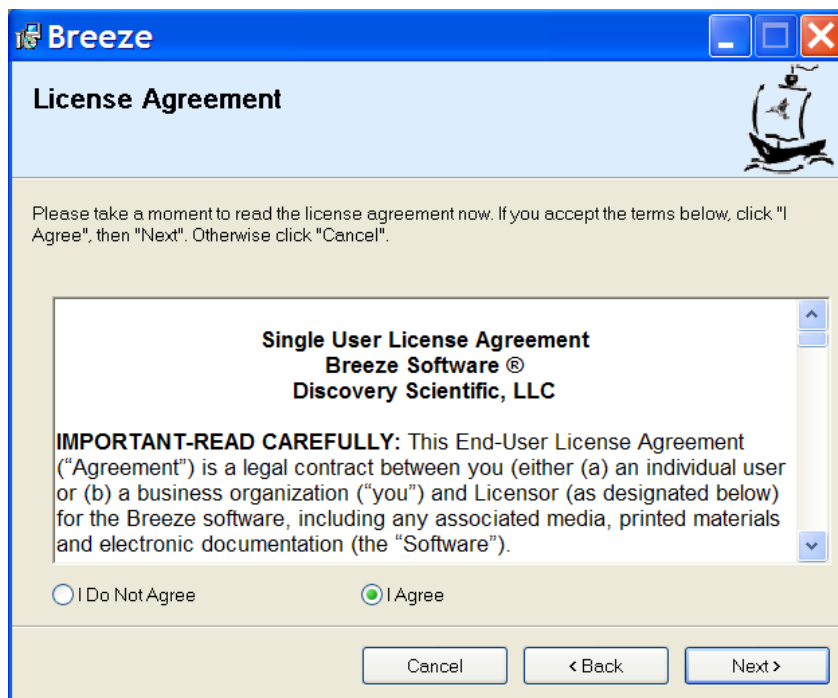 Breeze
License Agreement
Please take a moment to read the license agreement now. If you accept the terms below, click "I
Agree", then "Next". Otherwise click "Cancel".
Single User License Agreement
Breeze Software ®
Discovery Scientific, LLC
IMPORTANT-READ CAREFULLY: This End-User License Agreement
(“Agreement”) is a legal contract between you (either (a) an individual user
or (b) a business organization (“you”) and Licensor (as designated below)
for the Breeze software, including any associated media, printed materials
and electronic documentation (the “Software”).
I Do Not Agree
I Agree
Cancel
< Back
Next >